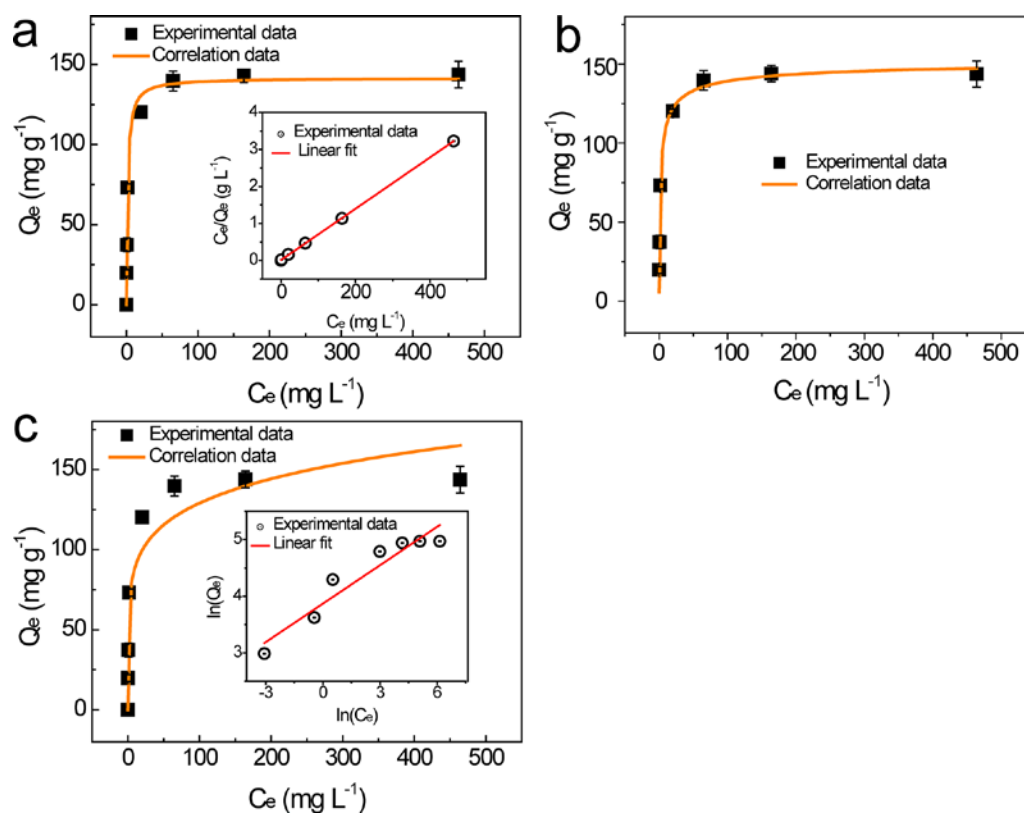 a
Experimental data
Correlation data
Qe (mg g-1)
150
100
50
0
0 100 200 300 400 500
Ce (mg L-1)
Experimental data
Linear fit
Ce/Qe (g L-1)
4
3
2
1
0
0 200 400
Ce (mg L-1)
b
Experimental data
Correlation data
Qe (mg g-1)
150
100
50
0
0 100 200 300 400 500
Ce (mg L-1)
c
Experimental data
Correlation data
Qe (mg g-1)
150
100
50
0
0 100 200 300 400 500
Ce (mg L-1)
Experimental data
Linear fit
ln(Qe)
5
4
3
-3 0 3 6
ln(Ce)